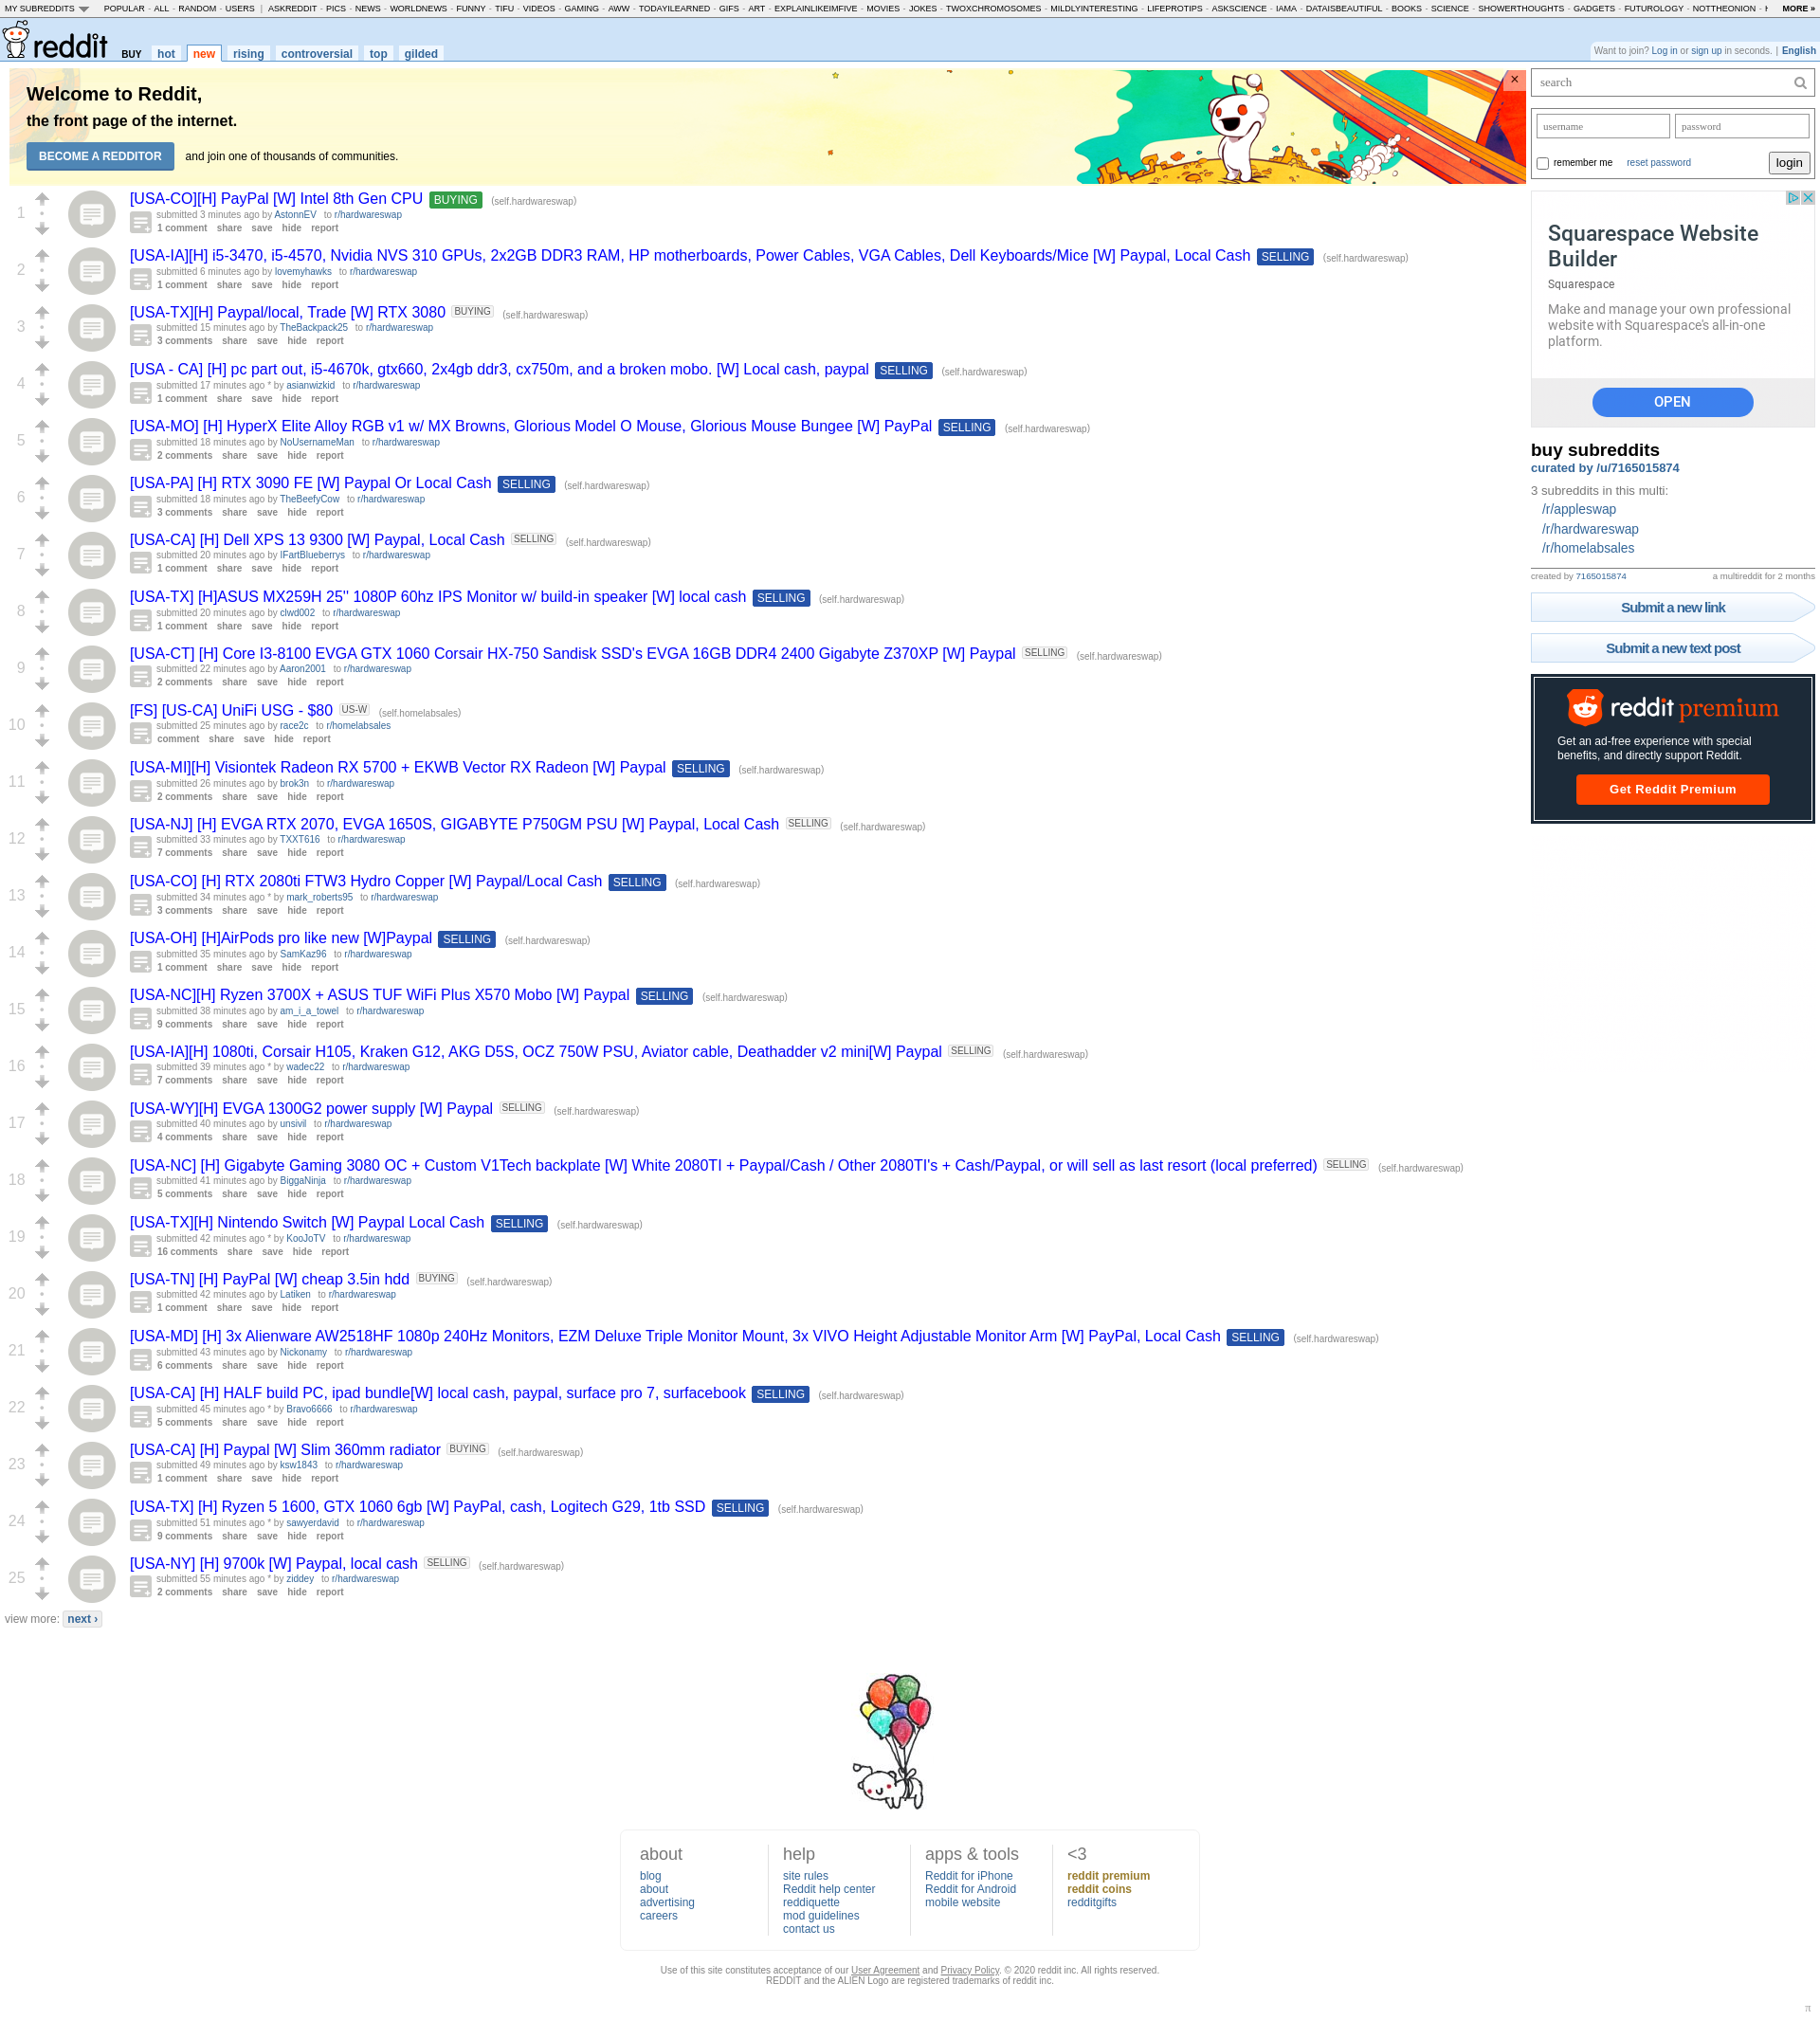 MY SUBREDDITS POPULAR - ALL - RANDOM - USERS | ASKREDDIT - PICS - NEWS - WORLDNEWS - FUNNY - TIFU - VIDEOS - GAMING - AWW - TODAYILEARNED - GIFS - ART - EXPLAINLIKEIMFIVE - MOVIES - JOKES - TWOXCHROMOSOMES - MILDLYINTERESTING - LIFEPROTIPS - ASKSCIENCE - IAMA - DATAISBEAUTIFUL - BOOKS - SCIENCE - SHOWERTHOUGHTS - GADGETS - FUTUROLOGY - NOTTHEONION - MORE »
reddit BUY hot new rising controversial top gilded
Want to join? Log in or sign up in seconds. | English
Welcome to Reddit,
the front page of the internet.
BECOME A REDDITOR and join one of thousands of communities.
×
1
[USA-CO][H] PayPal [W] Intel 8th Gen CPU BUYING (self.hardwareswap)
submitted 3 minutes ago by AstonnEV to r/hardwareswap
1 comment share save hide report
2
[USA-IA][H] i5-3470, i5-4570, Nvidia NVS 310 GPUs, 2x2GB DDR3 RAM, HP motherboards, Power Cables, VGA Cables, Dell Keyboards/Mice [W] Paypal, Local Cash SELLING (self.hardwareswap)
submitted 6 minutes ago by lovemyhawks to r/hardwareswap
1 comment share save hide report
3
[USA-TX][H] Paypal/local, Trade [W] RTX 3080 BUYING (self.hardwareswap)
submitted 15 minutes ago by TheBackpack25 to r/hardwareswap
3 comments share save hide report
4
[USA - CA] [H] pc part out, i5-4670k, gtx660, 2x4gb ddr3, cx750m, and a broken mobo. [W] Local cash, paypal SELLING (self.hardwareswap)
submitted 17 minutes ago * by asianwizkid to r/hardwareswap
1 comment share save hide report
5
[USA-MO] [H] HyperX Elite Alloy RGB v1 w/ MX Browns, Glorious Model O Mouse, Glorious Mouse Bungee [W] PayPal SELLING (self.hardwareswap)
submitted 18 minutes ago by NoUsernameMan to r/hardwareswap
2 comments share save hide report
6
[USA-PA] [H] RTX 3090 FE [W] Paypal Or Local Cash SELLING (self.hardwareswap)
submitted 18 minutes ago by TheBeefyCow to r/hardwareswap
3 comments share save hide report
7
[USA-CA] [H] Dell XPS 13 9300 [W] Paypal, Local Cash SELLING (self.hardwareswap)
submitted 20 minutes ago by IFartBlueberrys to r/hardwareswap
1 comment share save hide report
8
[USA-TX] [H]ASUS MX259H 25'' 1080P 60hz IPS Monitor w/ build-in speaker [W] local cash SELLING (self.hardwareswap)
submitted 20 minutes ago by clwd002 to r/hardwareswap
1 comment share save hide report
9
[USA-CT] [H] Core I3-8100 EVGA GTX 1060 Corsair HX-750 Sandisk SSD's EVGA 16GB DDR4 2400 Gigabyte Z370XP [W] Paypal SELLING (self.hardwareswap)
submitted 22 minutes ago by Aaron2001 to r/hardwareswap
2 comments share save hide report
10
[FS] [US-CA] UniFi USG - $80 US-W (self.homelabsales)
submitted 25 minutes ago by race2c to r/homelabsales
comment share save hide report
11
[USA-MI][H] Visiontek Radeon RX 5700 + EKWB Vector RX Radeon [W] Paypal SELLING (self.hardwareswap)
submitted 26 minutes ago by brok3n to r/hardwareswap
2 comments share save hide report
12
[USA-NJ] [H] EVGA RTX 2070, EVGA 1650S, GIGABYTE P750GM PSU [W] Paypal, Local Cash SELLING (self.hardwareswap)
submitted 33 minutes ago by TXXT616 to r/hardwareswap
7 comments share save hide report
13
[USA-CO] [H] RTX 2080ti FTW3 Hydro Copper [W] Paypal/Local Cash SELLING (self.hardwareswap)
submitted 34 minutes ago * by mark_roberts95 to r/hardwareswap
3 comments share save hide report
14
[USA-OH] [H]AirPods pro like new [W]Paypal SELLING (self.hardwareswap)
submitted 35 minutes ago by SamKaz96 to r/hardwareswap
1 comment share save hide report
15
[USA-NC][H] Ryzen 3700X + ASUS TUF WiFi Plus X570 Mobo [W] Paypal SELLING (self.hardwareswap)
submitted 38 minutes ago by am_i_a_towel to r/hardwareswap
9 comments share save hide report
16
[USA-IA][H] 1080ti, Corsair H105, Kraken G12, AKG D5S, OCZ 750W PSU, Aviator cable, Deathadder v2 mini[W] Paypal SELLING (self.hardwareswap)
submitted 39 minutes ago * by wadec22 to r/hardwareswap
7 comments share save hide report
17
[USA-WY][H] EVGA 1300G2 power supply [W] Paypal SELLING (self.hardwareswap)
submitted 40 minutes ago by unsivil to r/hardwareswap
4 comments share save hide report
18
[USA-NC] [H] Gigabyte Gaming 3080 OC + Custom V1Tech backplate [W] White 2080TI + Paypal/Cash / Other 2080TI's + Cash/Paypal, or will sell as last resort (local preferred) SELLING (self.hardwareswap)
submitted 41 minutes ago by BiggaNinja to r/hardwareswap
5 comments share save hide report
19
[USA-TX][H] Nintendo Switch [W] Paypal Local Cash SELLING (self.hardwareswap)
submitted 42 minutes ago * by KooJoTV to r/hardwareswap
16 comments share save hide report
20
[USA-TN] [H] PayPal [W] cheap 3.5in hdd BUYING (self.hardwareswap)
submitted 42 minutes ago by Latiken to r/hardwareswap
1 comment share save hide report
21
[USA-MD] [H] 3x Alienware AW2518HF 1080p 240Hz Monitors, EZM Deluxe Triple Monitor Mount, 3x VIVO Height Adjustable Monitor Arm [W] PayPal, Local Cash SELLING (self.hardwareswap)
submitted 43 minutes ago by Nickonamy to r/hardwareswap
6 comments share save hide report
22
[USA-CA] [H] HALF build PC, ipad bundle[W] local cash, paypal, surface pro 7, surfacebook SELLING (self.hardwareswap)
submitted 45 minutes ago * by Bravo6666 to r/hardwareswap
5 comments share save hide report
23
[USA-CA] [H] Paypal [W] Slim 360mm radiator BUYING (self.hardwareswap)
submitted 49 minutes ago by ksw1843 to r/hardwareswap
1 comment share save hide report
24
[USA-TX] [H] Ryzen 5 1600, GTX 1060 6gb [W] PayPal, cash, Logitech G29, 1tb SSD SELLING (self.hardwareswap)
submitted 51 minutes ago * by sawyerdavid to r/hardwareswap
9 comments share save hide report
25
[USA-NY] [H] 9700k [W] Paypal, local cash SELLING (self.hardwareswap)
submitted 55 minutes ago * by ziddey to r/hardwareswap
2 comments share save hide report
view more: next ›
search
username password
remember me reset password login
Squarespace Website
Builder
Squarespace
Make and manage your own professional
website with Squarespace's all-in-one
platform.
OPEN
buy subreddits
curated by /u/7165015874
3 subreddits in this multi:
/r/appleswap
/r/hardwareswap
/r/homelabsales
created by 7165015874 a multireddit for 2 months
Submit a new link
Submit a new text post
reddit premium
Get an ad-free experience with special
benefits, and directly support Reddit.
Get Reddit Premium
about
blog
about
advertising
careers
help
site rules
Reddit help center
reddiquette
mod guidelines
contact us
apps & tools
Reddit for iPhone
Reddit for Android
mobile website
<3
reddit premium
reddit coins
redditgifts
Use of this site constitutes acceptance of our User Agreement and Privacy Policy. © 2020 reddit inc. All rights reserved.
REDDIT and the ALIEN Logo are registered trademarks of reddit inc.
π